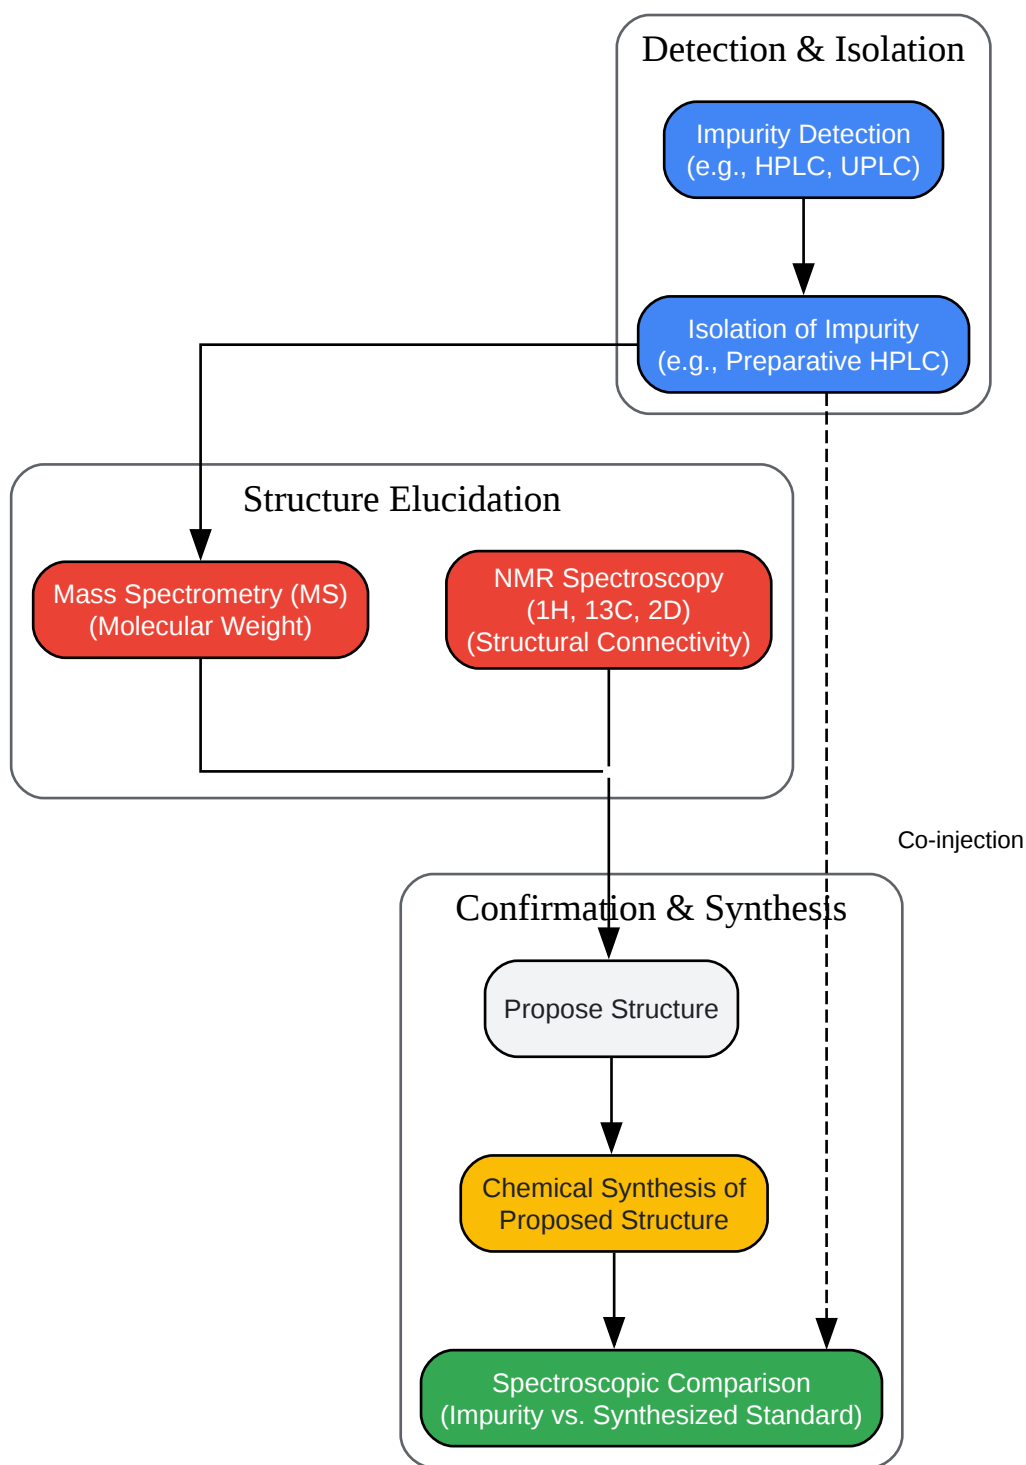 Detection & Isolation
Impurity Detection
(e.g., HPLC, UPLC)
Isolation of Impurity
(e.g., Preparative HPLC)
Structure Elucidation
Mass Spectrometry (MS)
(Molecular Weight)
NMR Spectroscopy
(1H, 13C, 2D)
(Structural Connectivity)
Co-injection
Confirmation & Synthesis
Propose Structure
Chemical Synthesis of
Proposed Structure
Spectroscopic Comparison
(Impurity vs. Synthesized Standard)